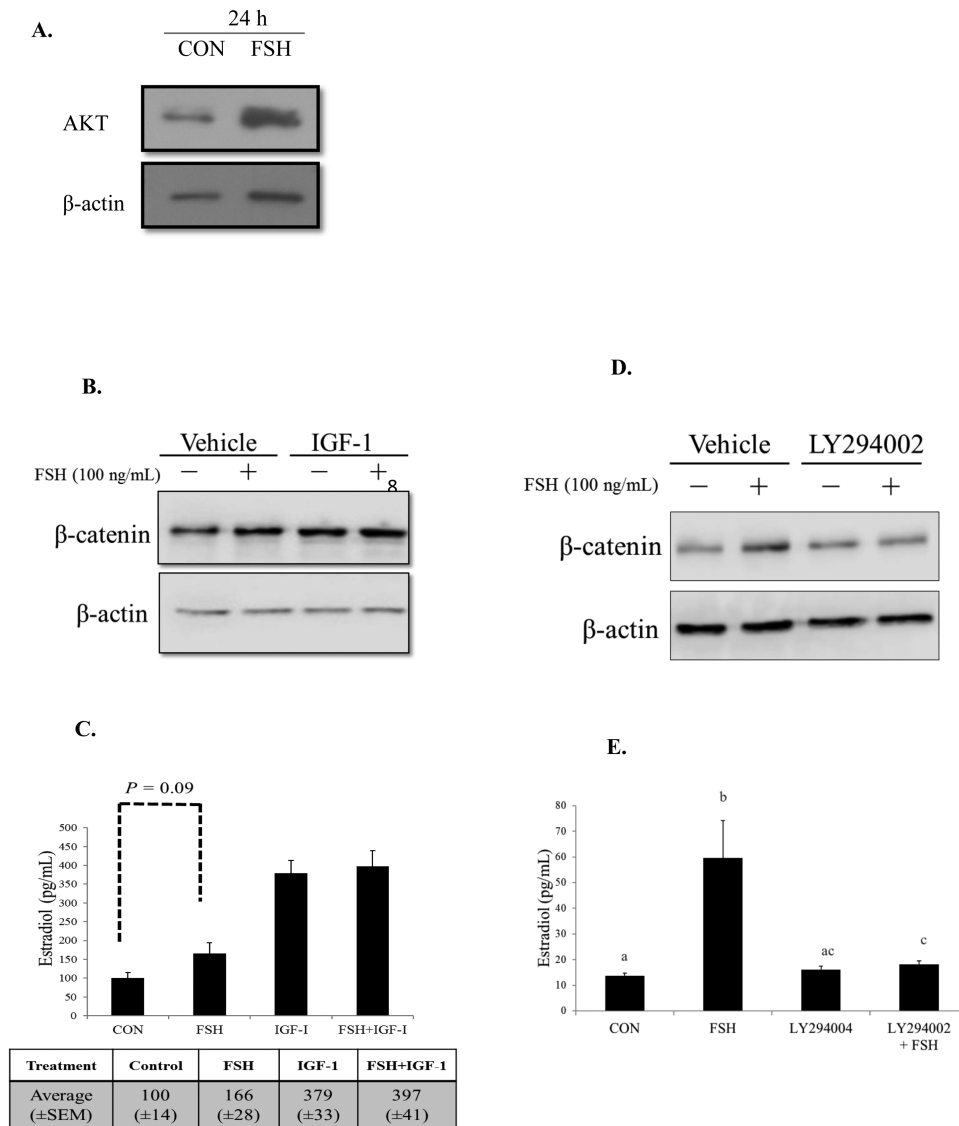 A.
24 h
CON FSH
AKT
β-actin
B.
Vehicle IGF-1
FSH (100 ng/mL) — + — +
8
β-catenin
β-actin
C.
P = 0.09
Estradiol (pg/mL)
500
450
400
350
300
250
200
150
100
50
0
CON FSH IGF-I FSH+IGF-I
Treatment Control FSH IGF-1 FSH+IGF-1
Average 100 166 379 397
(±SEM) (±14) (±28) (±33) (±41)
D.
Vehicle LY294002
FSH (100 ng/mL) — + — +
β-catenin
β-actin
E.
Estradiol (pg/mL)
80
70
60
50
40
30
20
10
0
a b ac c
CON FSH LY294004 LY294002
+ FSH